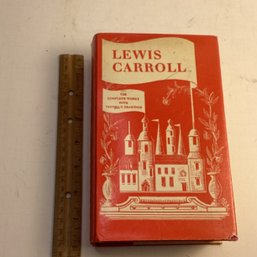 LEWIS
CARROLL
THE
COMPLETE WORKS
WITH
TENNIEL'S DRAWINGS